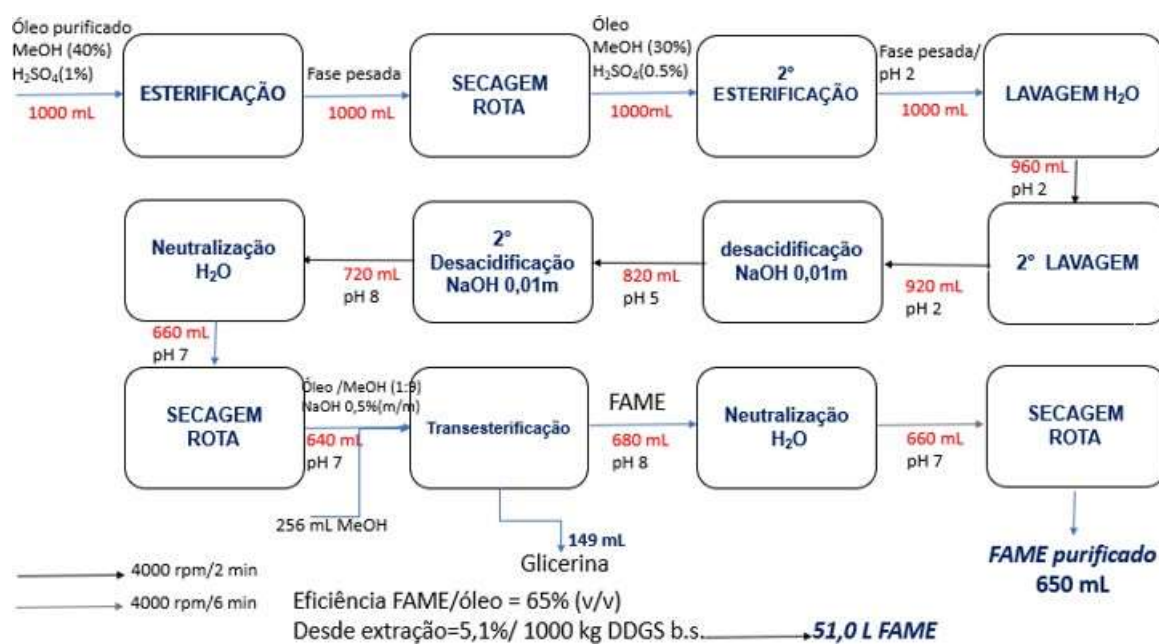 Óleo purificado
MeOH (40%)
H₂SO₄(1%)
1000 mL
ESTERIFICAÇÃO
Fase pesada
1000 mL
SECAGEM
ROTA
Óleo
MeOH (30%)
H₂SO₄(0.5%)
1000mL
2°
ESTERIFICAÇÃO
Fase pesada/
pH 2
1000 mL
LAVAGEM H₂O
960 mL
pH 2
2° LAVAGEM
920 mL
pH 2
desacidificação
NaOH 0,01m
820 mL
pH 5
2°
Desacidificação
NaOH 0,01m
720 mL
pH 8
Neutralização
H₂O
660 mL
pH 7
SECAGEM
ROTA
Óleo /MeOH (1:9)
NaOH 0,5%(m/m)
640 mL
pH 7
256 mL MeOH
Transesterificação
149 mL
Glicerina
FAME
680 mL
pH 8
Neutralização
H₂O
660 mL
pH 7
SECAGEM
ROTA
FAME purificado
650 mL
4000 rpm/2 min
4000 rpm/6 min
Eficiência FAME/óleo = 65% (v/v)
Desde extração=5,1%/ 1000 kg DDGS b.s. 51,0 L FAME